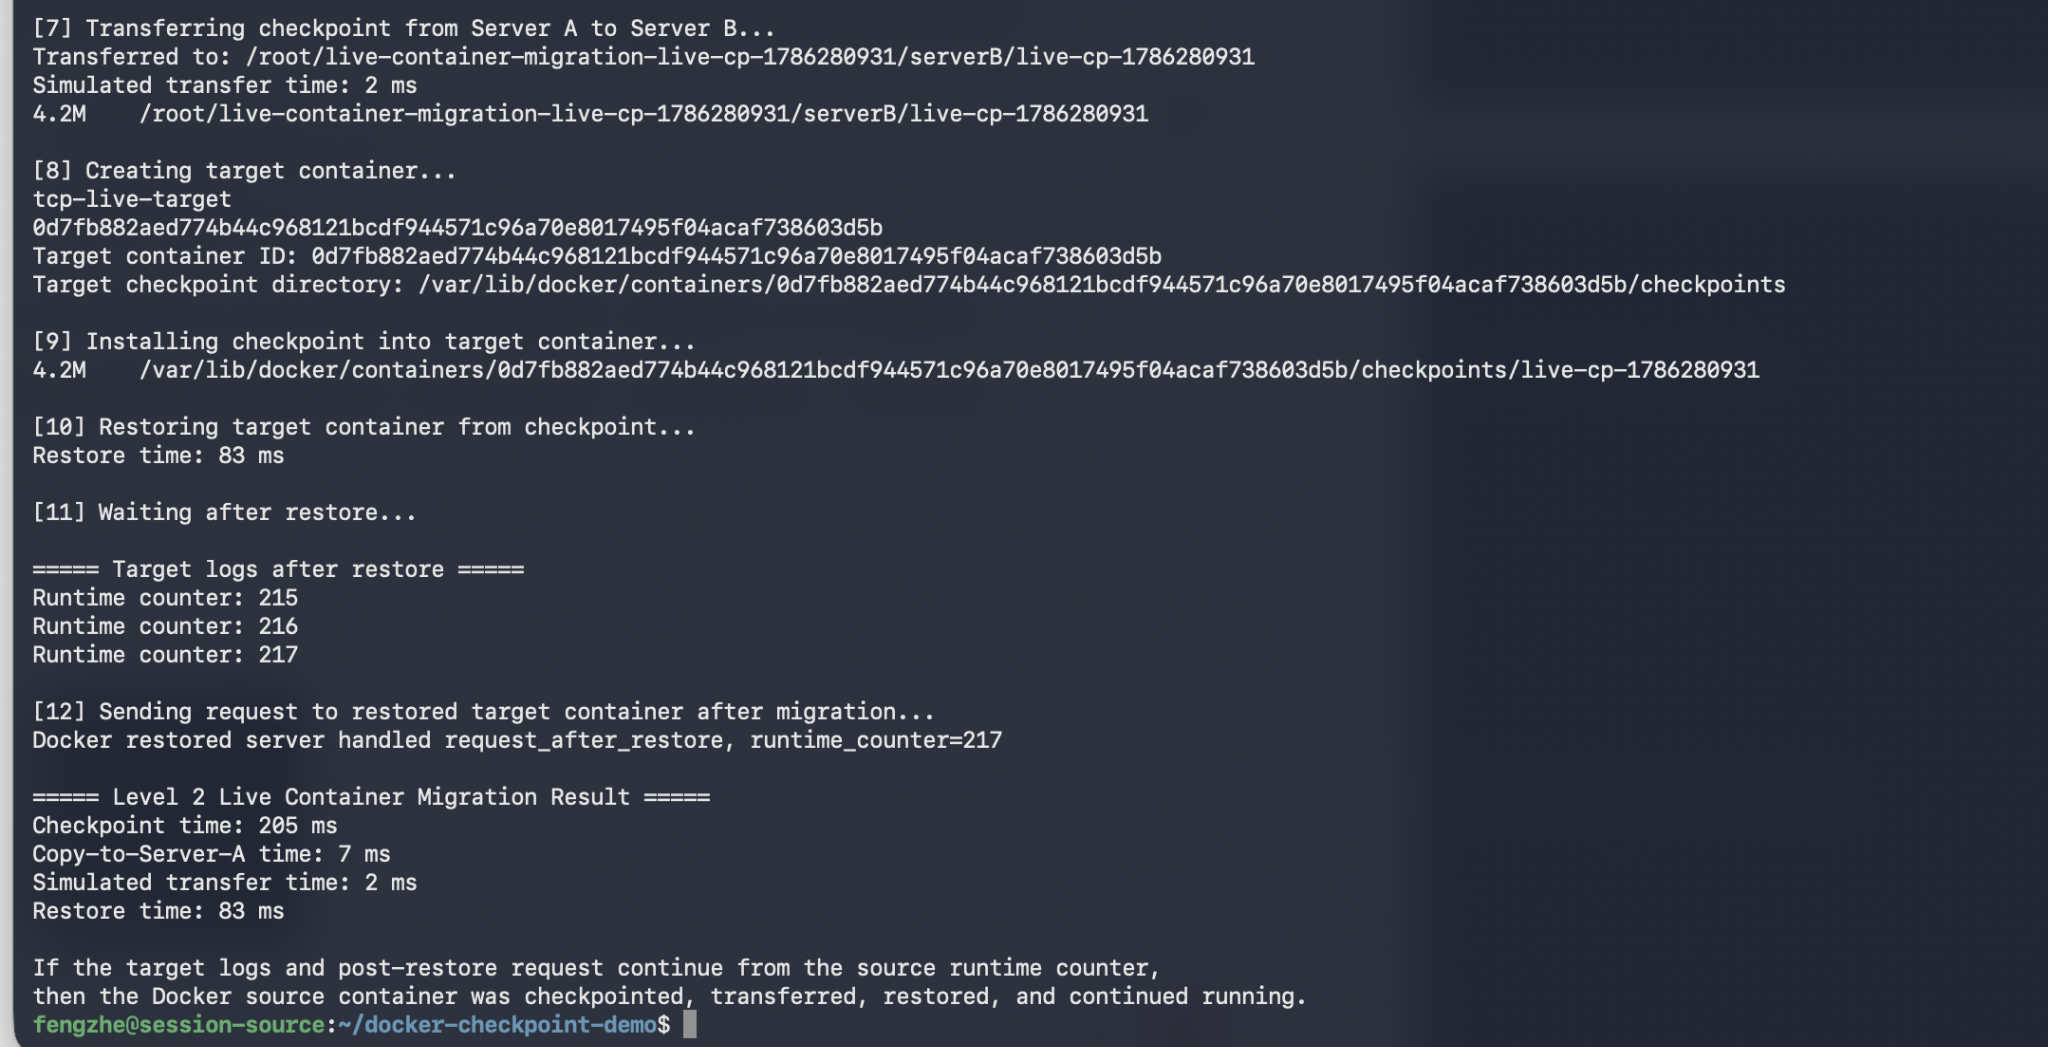 [7] Transferring checkpoint from Server A to Server B...
Transferred to: /root/live-container-migration-live-cp-1786280931/serverB/live-cp-1786280931
Simulated transfer time: 2 ms
4.2M    /root/live-container-migration-live-cp-1786280931/serverB/live-cp-1786280931
[8] Creating target container...
tcp-live-target
0d7fb882aed774b44c968121bcdf944571c96a70e8017495f04acaf738603d5b
Target container ID: 0d7fb882aed774b44c968121bcdf944571c96a70e8017495f04acaf738603d5b
Target checkpoint directory: /var/lib/docker/containers/0d7fb882aed774b44c968121bcdf944571c96a70e8017495f04acaf738603d5b/checkpoints
[9] Installing checkpoint into target container...
4.2M    /var/lib/docker/containers/0d7fb882aed774b44c968121bcdf944571c96a70e8017495f04acaf738603d5b/checkpoints/live-cp-1786280931
[10] Restoring target container from checkpoint...
Restore time: 83 ms
[11] Waiting after restore...
===== Target logs after restore =====
Runtime counter: 215
Runtime counter: 216
Runtime counter: 217
[12] Sending request to restored target container after migration...
Docker restored server handled request_after_restore, runtime_counter=217
===== Level 2 Live Container Migration Result =====
Checkpoint time: 205 ms
Copy-to-Server-A time: 7 ms
Simulated transfer time: 2 ms
Restore time: 83 ms
If the target logs and post-restore request continue from the source runtime counter,
then the Docker source container was checkpointed, transferred, restored, and continued running.
fengzhe@session-source:~/docker-checkpoint-demo$